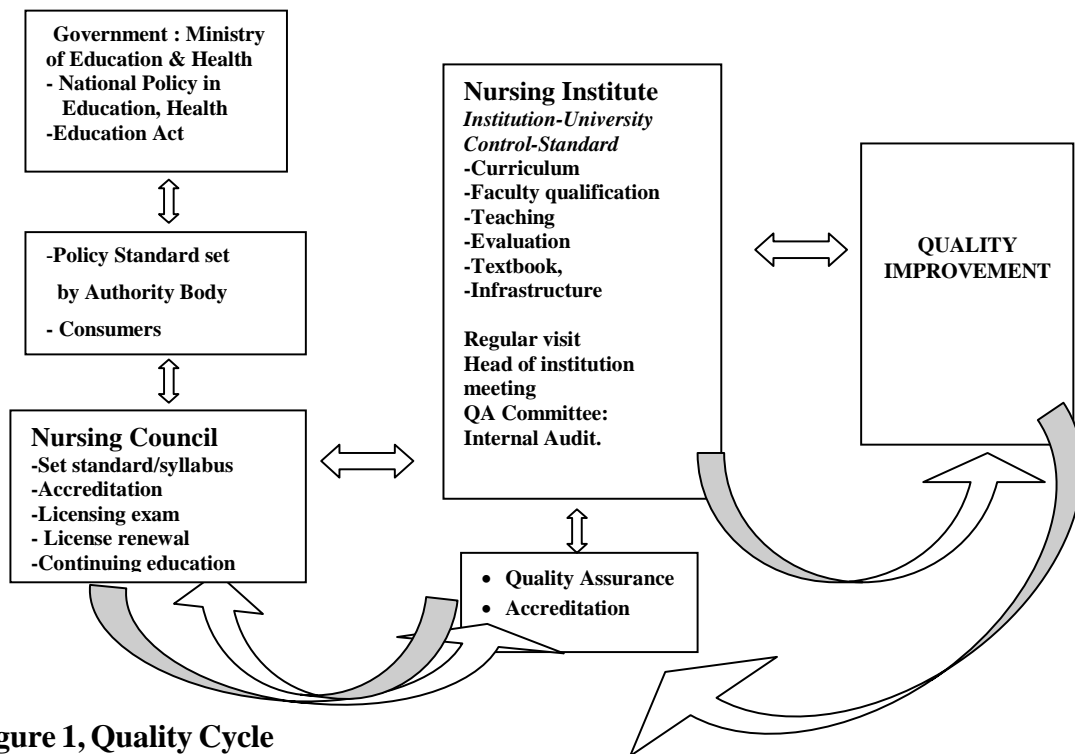 Government : Ministry
of Education & Health
- National Policy in
Education, Health
-Education Act
-Policy Standard set
by Authority Body
- Consumers
Nursing Council
-Set standard/syllabus
-Accreditation
-Licensing exam
- License renewal
-Continuing education
Nursing Institute
Institution-University
Control-Standard
-Curriculum
-Faculty qualification
-Teaching
-Evaluation
-Textbook,
-Infrastructure
Regular visit
Head of institution
meeting
QA Committee:
Internal Audit.
• Quality Assurance
• Accreditation
QUALITY
IMPROVEMENT
gure 1, Quality Cycle